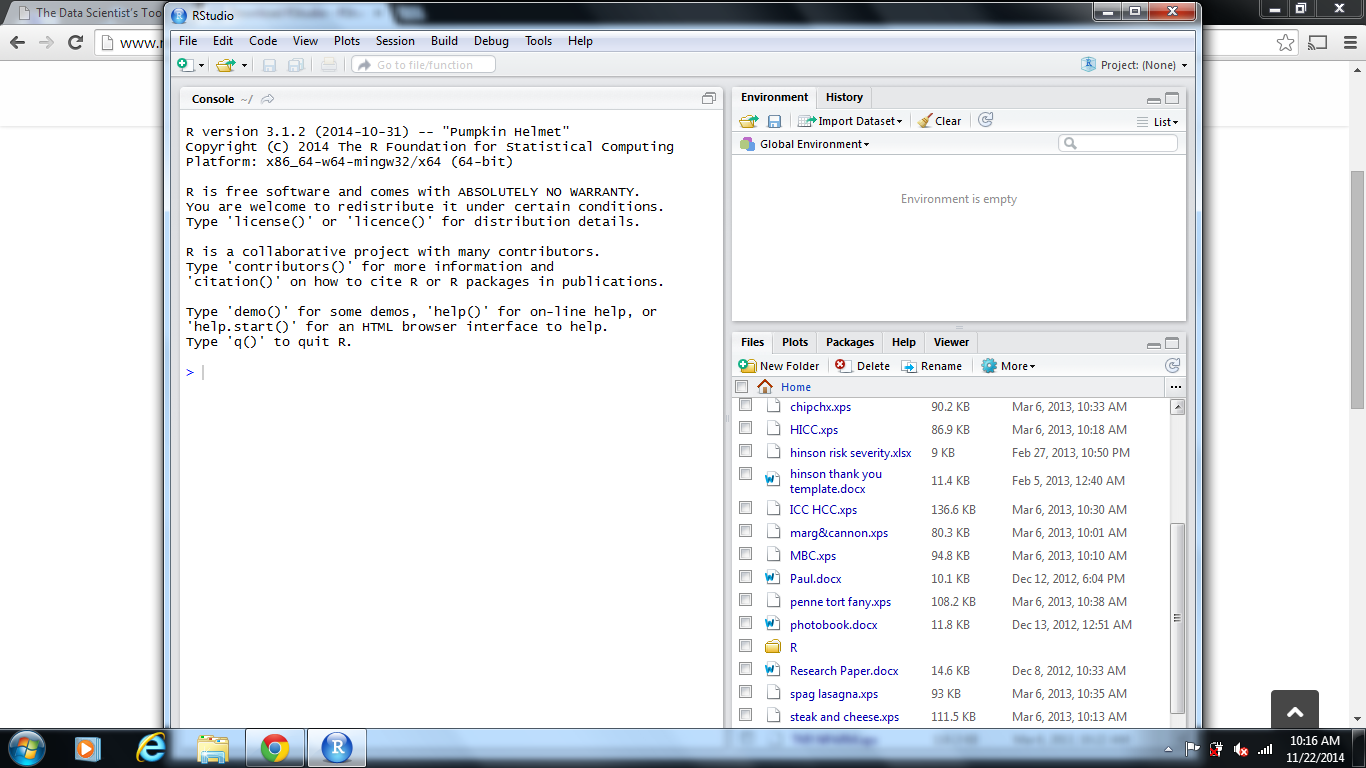 The Data Scientist's Too
RStudio
www.r
File Edit Code View Plots Session Build Debug Tools Help
Go to file/function
Project: (None)
Console ~/
R version 3.1.2 (2014-10-31) -- "Pumpkin Helmet"
Copyright (C) 2014 The R Foundation for Statistical Computing
Platform: x86_64-w64-mingw32/x64 (64-bit)
R is free software and comes with ABSOLUTELY NO WARRANTY.
You are welcome to redistribute it under certain conditions.
Type 'license()' or 'licence()' for distribution details.
R is a collaborative project with many contributors.
Type 'contributors()' for more information and
'citation()' on how to cite R or R packages in publications.
Type 'demo()' for some demos, 'help()' for on-line help, or
'help.start()' for an HTML browser interface to help.
Type 'q()' to quit R.
>
Environment History
Import Dataset Clear List
Global Environment
Environment is empty
Files Plots Packages Help Viewer
New Folder Delete Rename More
Home ...
chipchx.xps 90.2 KB Mar 6, 2013, 10:33 AM
HICC.xps 86.9 KB Mar 6, 2013, 10:18 AM
hinson risk severity.xlsx 9 KB Feb 27, 2013, 10:50 PM
hinson thank you
template.docx 11.4 KB Feb 5, 2013, 12:40 AM
ICC HCC.xps 136.6 KB Mar 6, 2013, 10:30 AM
marg&cannon.xps 80.3 KB Mar 6, 2013, 10:01 AM
MBC.xps 94.8 KB Mar 6, 2013, 10:10 AM
Paul.docx 10.1 KB Dec 12, 2012, 6:04 PM
penne tort fany.xps 108.2 KB Mar 6, 2013, 10:38 AM
photobook.docx 11.8 KB Dec 13, 2012, 12:51 AM
R
Research Paper.docx 14.6 KB Dec 8, 2012, 10:33 AM
spag lasagna.xps 93 KB Mar 6, 2013, 10:35 AM
steak and cheese.xps 111.5 KB Mar 6, 2013, 10:13 AM
10:16 AM
11/22/2014